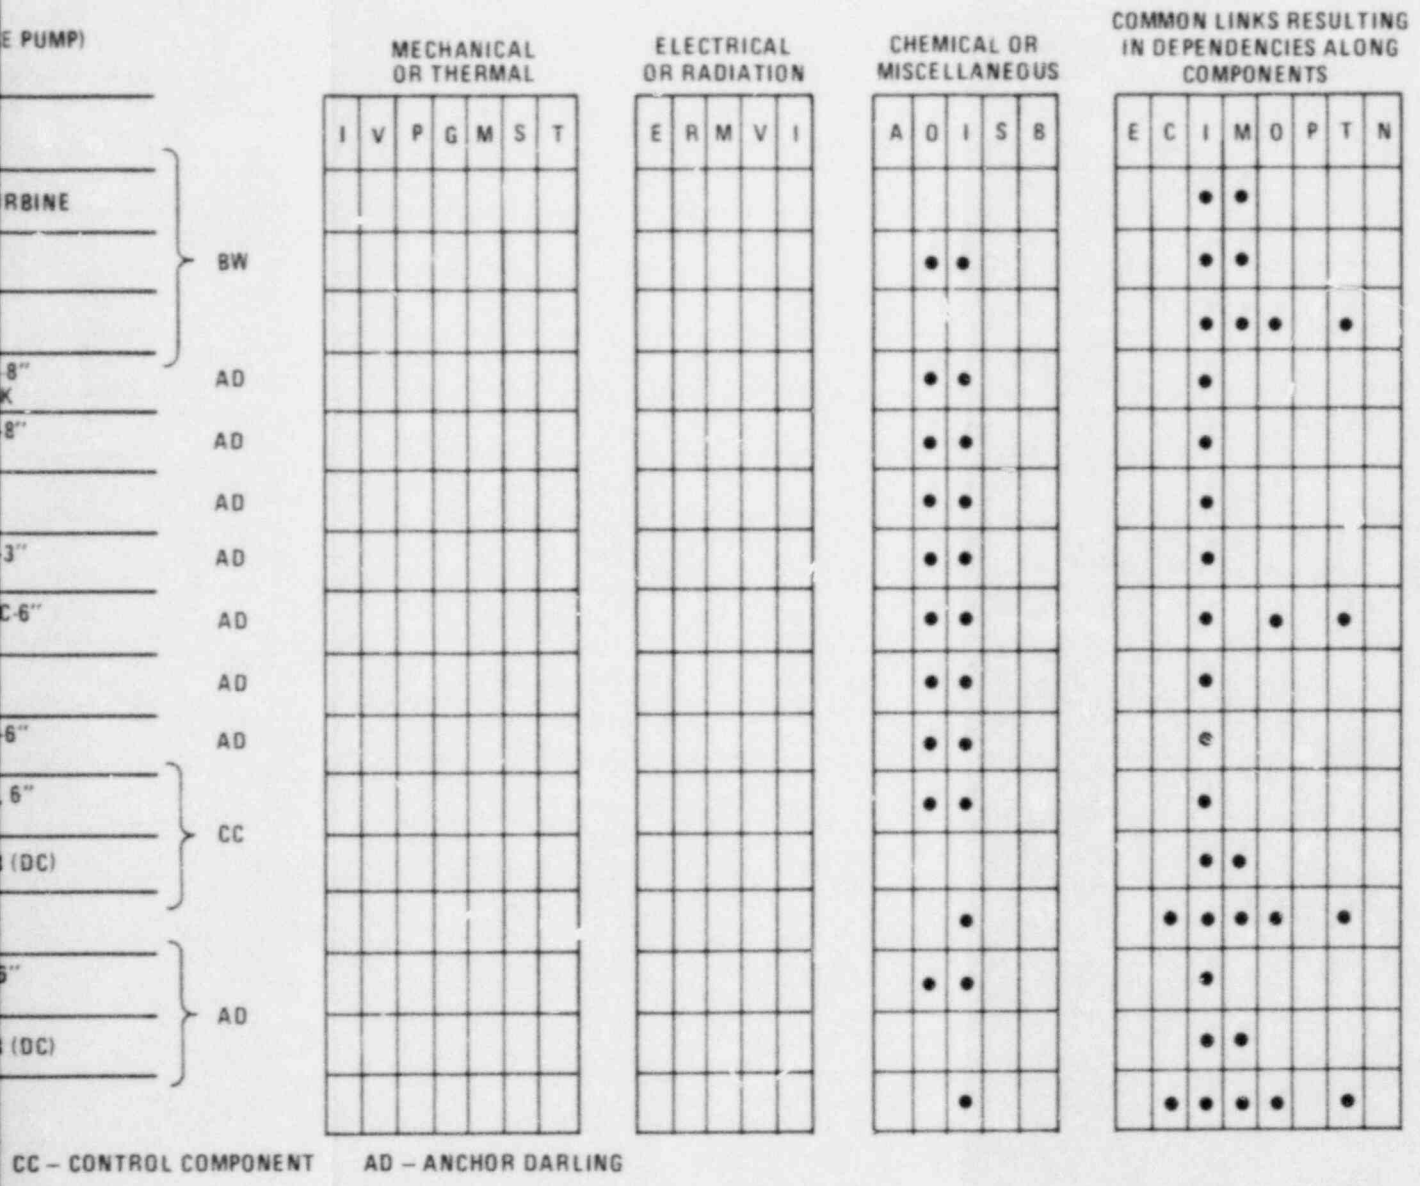 E PUMP)
MECHANICAL
OR THERMAL
ELECTRICAL
OR RADIATION
CHEMICAL OR
MISCELLANEOUS
COMMON LINKS RESULTING
IN DEPENDENCIES ALONG
COMPONENTS
I V P G M S T
E R M V I
A O I S B
E C I M O P T N
RBINE
BW
-8"
K
AD
-8"
AD
AD
-3"
AD
C-6"
AD
AD
-6"
AD
6"
CC
(DC)
6"
AD
(DC)
CC – CONTROL COMPONENT AD – ANCHOR DARLING